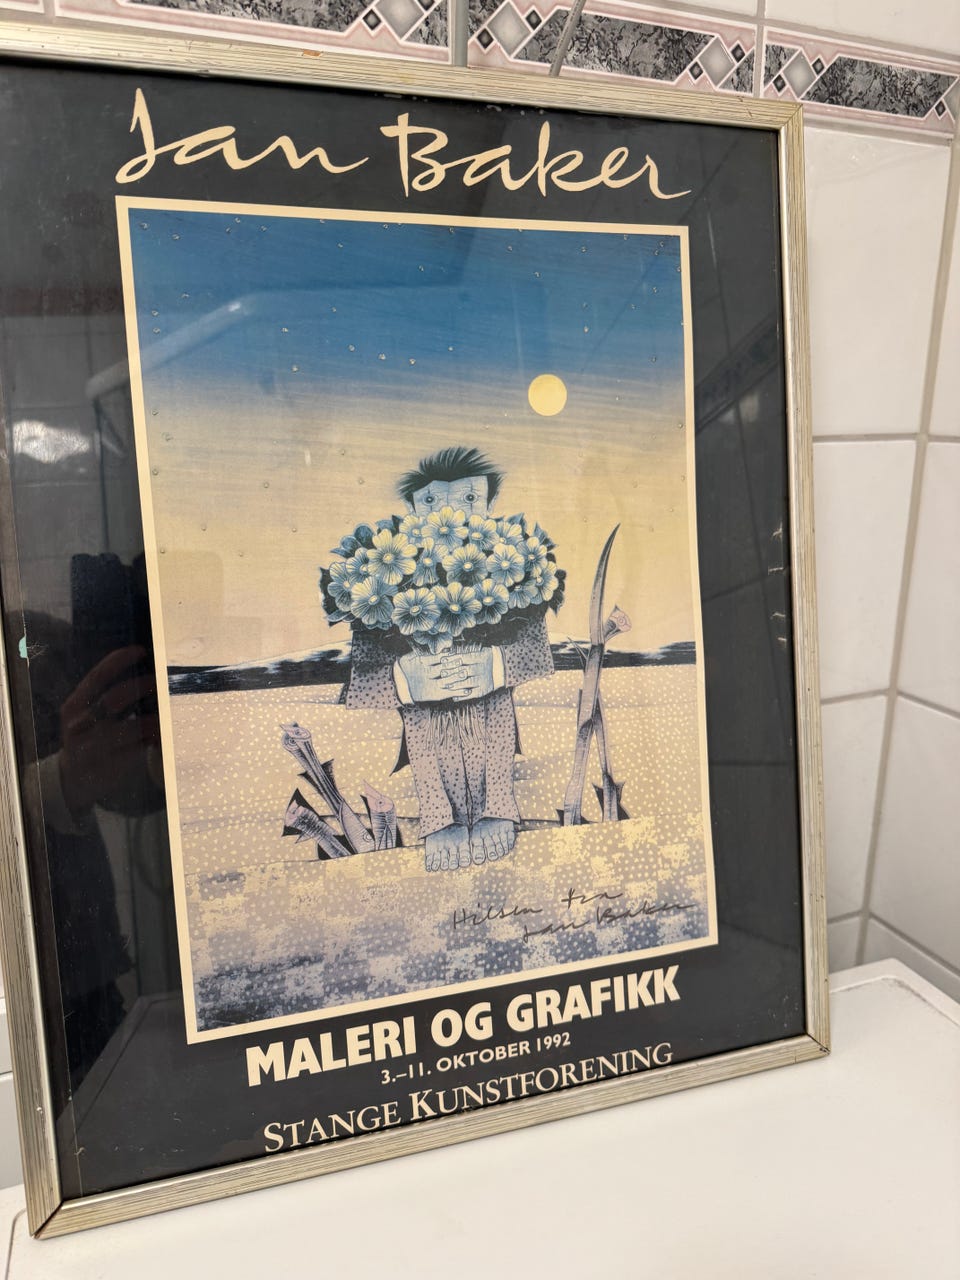 Jan Baker
Hilsen fra
Jan Baker
MALERI OG GRAFIKK
3.–11. OKTOBER 1992
STANGE KUNSTFORENING